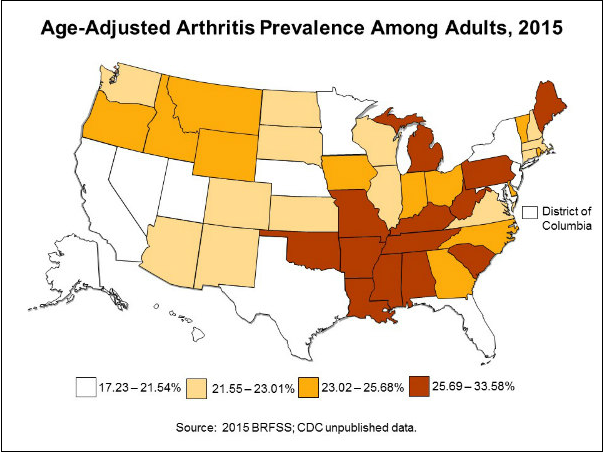 Age-Adjusted Arthritis Prevalence Among Adults, 2015
District of
Columbia
17.23 – 21.54%
21.55 – 23.01%
23.02 – 25.68%
25.69 – 33.58%
Source:  2015 BRFSS; CDC unpublished data.